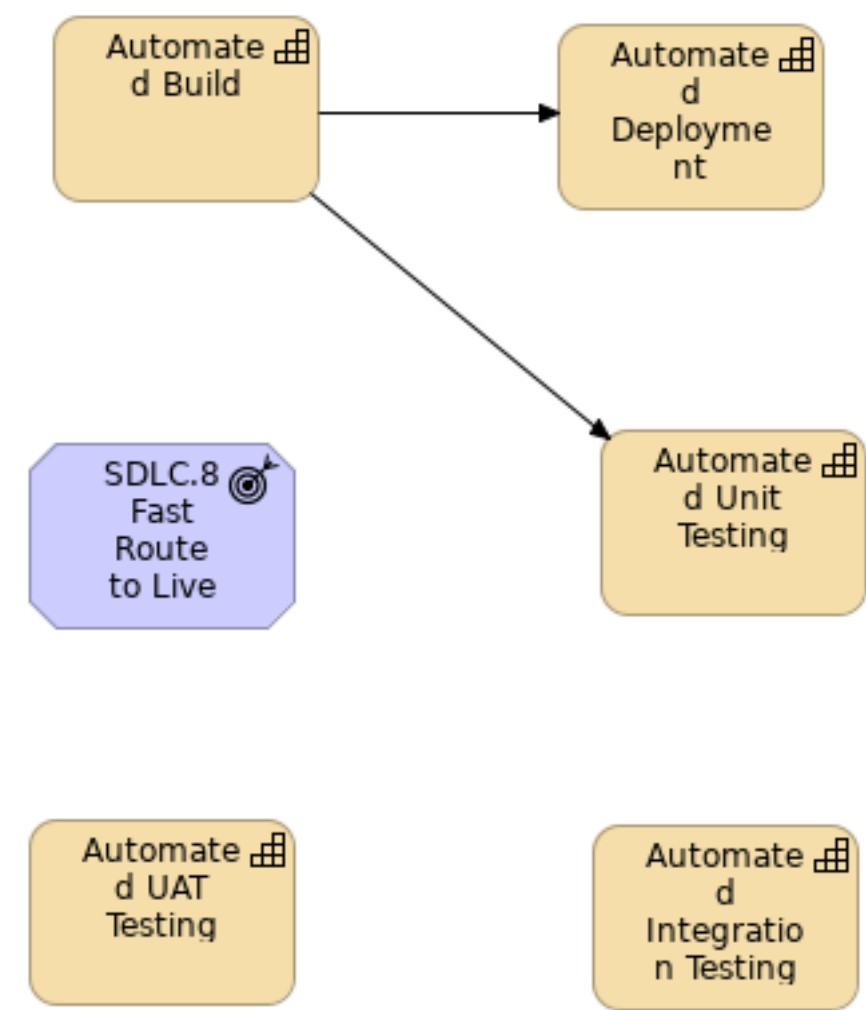 Automate
d Build
Automate
d
Deployme
nt
SDLC.8
Fast
Route
to Live
Automate
d Unit
Testing
Automate
d UAT
Testing
Automate
d
Integratio
n Testing